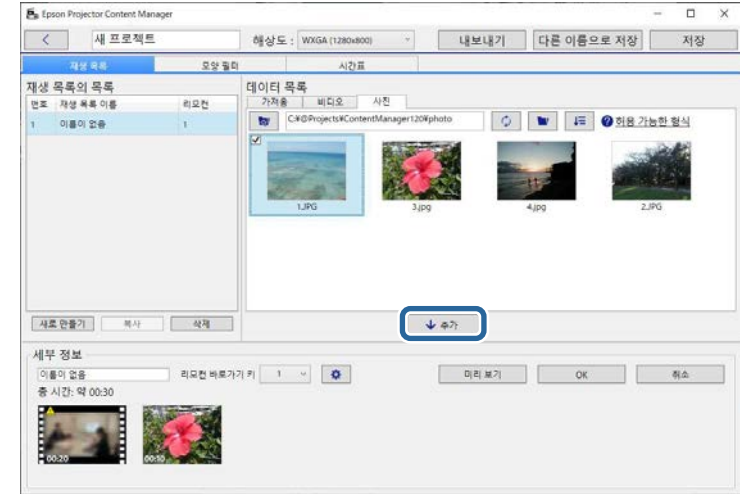 Epson Projector Content Manager
새 프로젝트 해상도 : WXGA (1280x800) 내보내기 다른 이름으로 저장 저장
재생 목록 모양 필터 시간표
재생 목록의 목록 데이터 목록
번호 재생 목록 이름 리모컨 가져옴 비디오 사진
1 이름이 없음 1 C:₩@Projects₩ContentManager120₩photo 허용 가능한 형식
1.JPG 3.jpg 4.jpg 2.JPG
새로 만들기 복사 삭제 추가
세부 정보
이름이 없음 리모컨 바로가기 키 1 미리 보기 OK 취소
총 시간: 약 00:30
00:20 00:10